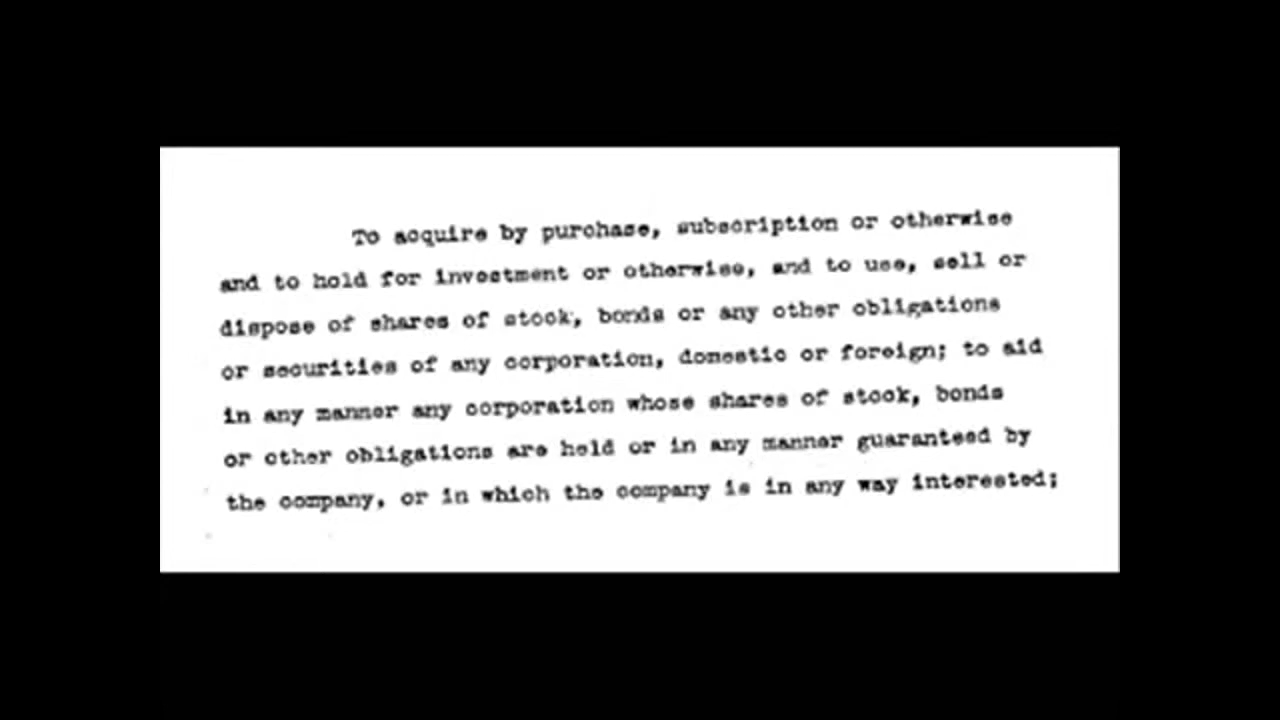 To acquire by purchase, subscription or otherwise
and to hold for investment or otherwise, and to use, sell or
dispose of shares of stock, bonds or any other obligations
or securities of any corporation, domestic or foreign; to aid
in any manner any corporation whose shares of stock, bonds
or other obligations are held or in any manner guaranteed by
the company, or in which the company is in any way interested;